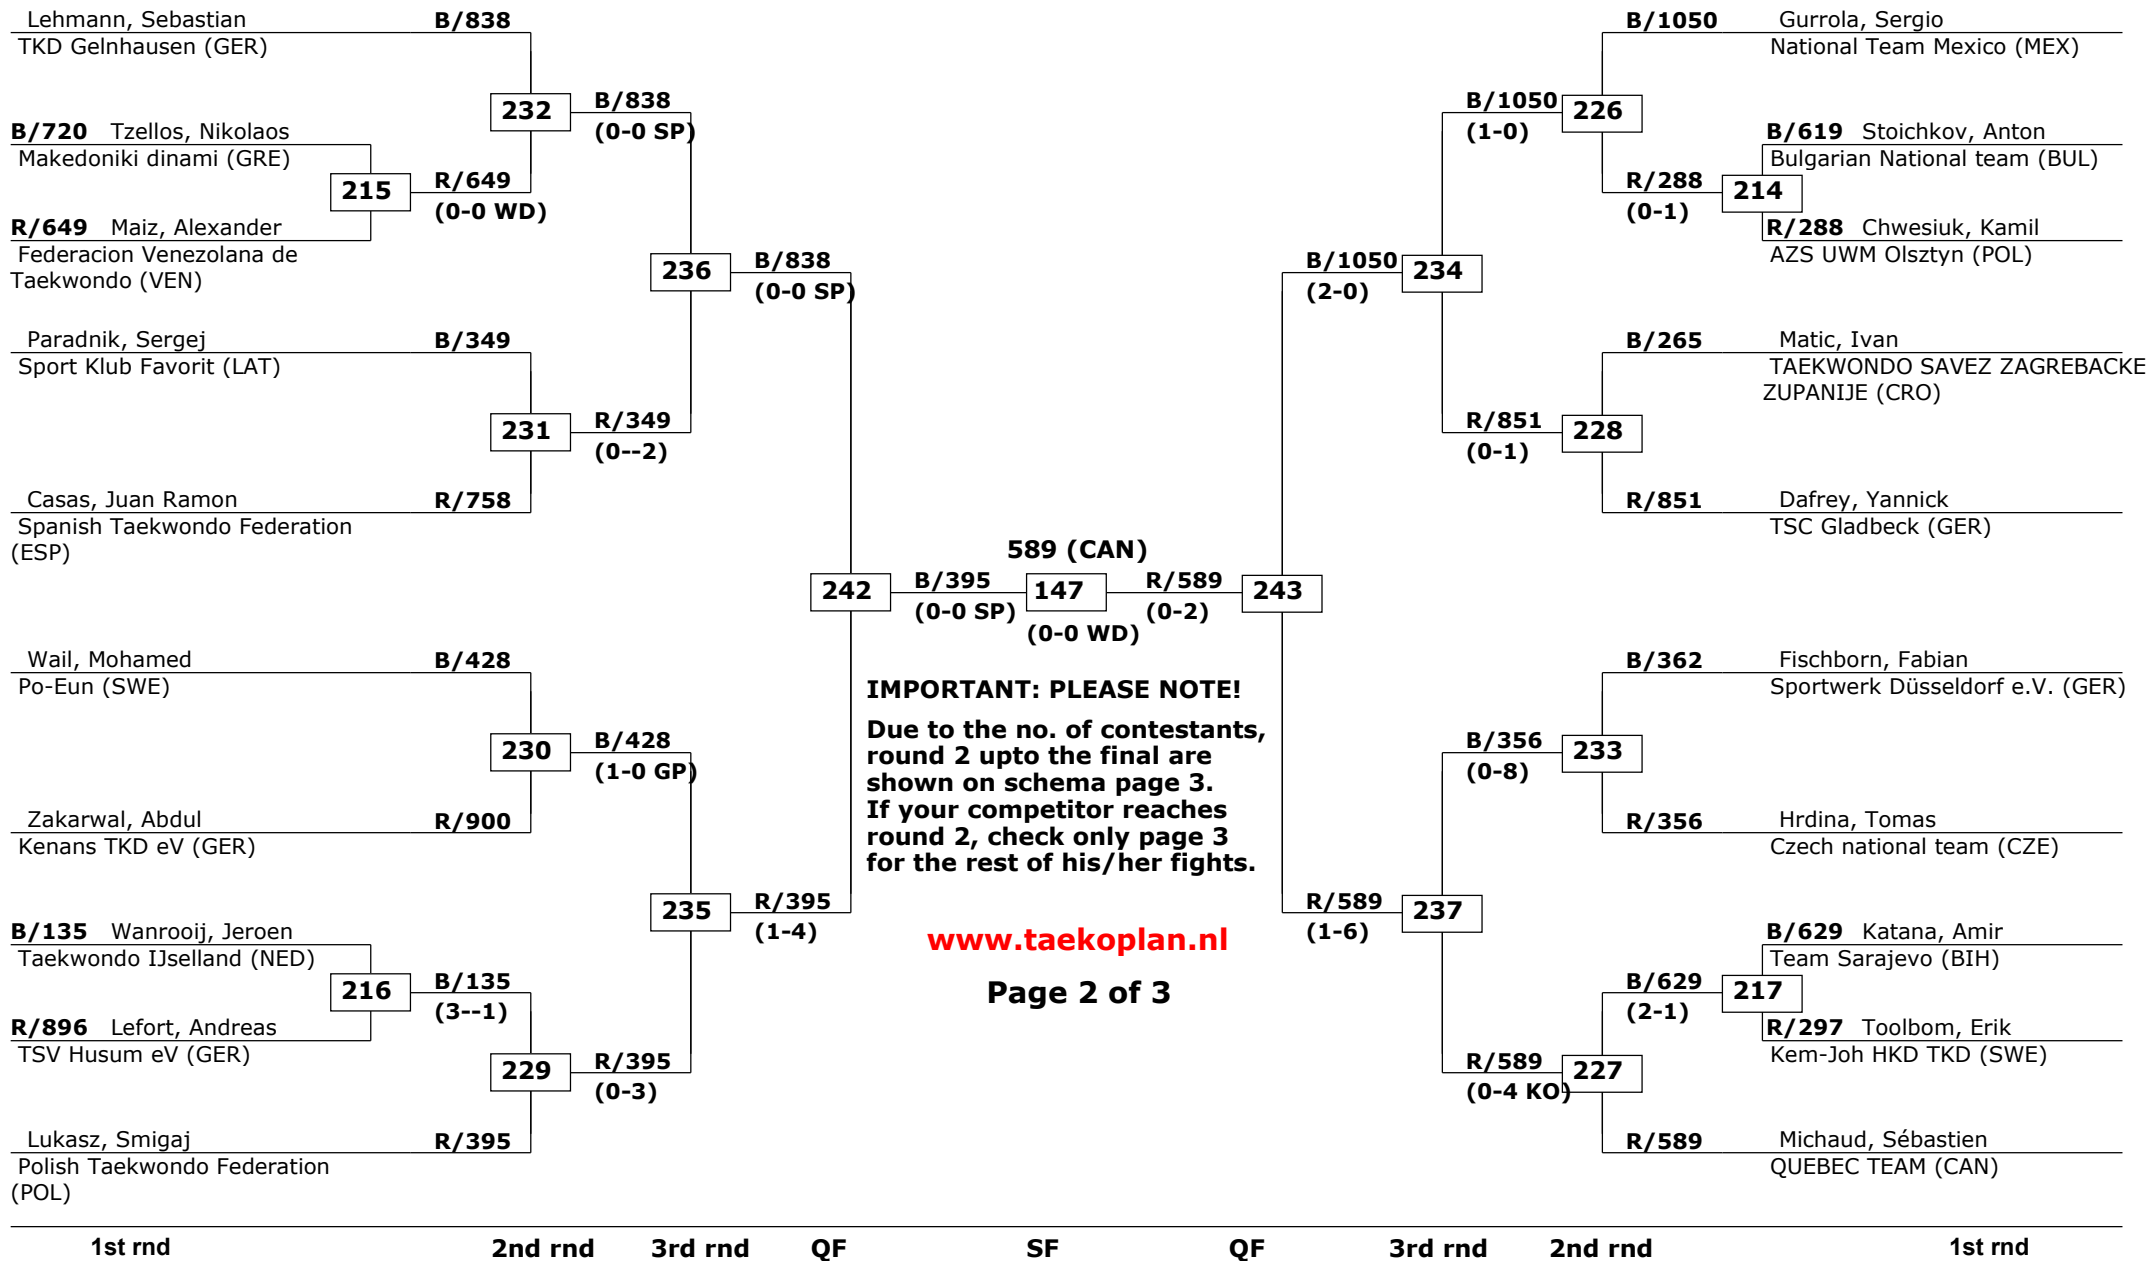 Lehmann, Sebastian
B/838
TKD Gelnhausen (GER)
232
B/838
(0-0 SP)
B/720 Tzellos, Nikolaos
Makedoniki dinami (GRE)
215
R/649
(0-0 WD)
R/649 Maiz, Alexander
Federacion Venezolana de
Taekwondo (VEN)
236
B/838
(0-0 SP)
Paradnik, Sergej
B/349
Sport Klub Favorit (LAT)
231
R/349
(0--2)
Casas, Juan Ramon
R/758
Spanish Taekwondo Federation
(ESP)
242
B/395
(0-0 SP)
Wail, Mohamed
B/428
Po-Eun (SWE)
230
B/428
(1-0 GP)
Zakarwal, Abdul
R/900
Kenans TKD eV (GER)
235
R/395
(1-4)
B/135 Wanrooij, Jeroen
Taekwondo IJselland (NED)
216
B/135
(3--1)
R/896 Lefort, Andreas
TSV Husum eV (GER)
229
R/395
(0-3)
Lukasz, Smigaj
R/395
Polish Taekwondo Federation
(POL)
589 (CAN)
147
(0-0 WD)
IMPORTANT: PLEASE NOTE!
Due to the no. of contestants,
round 2 upto the final are
shown on schema page 3.
If your competitor reaches
round 2, check only page 3
for the rest of his/her fights.
www.taekoplan.nl
Page 2 of 3
B/1050
Gurrola, Sergio
National Team Mexico (MEX)
B/1050
(1-0)
226
B/619 Stoichkov, Anton
Bulgarian National team (BUL)
R/288
(0-1)
214
R/288 Chwesiuk, Kamil
AZS UWM Olsztyn (POL)
B/1050
(2-0)
234
B/265
Matic, Ivan
TAEKWONDO SAVEZ ZAGREBACKE
ZUPANIJE (CRO)
R/851
(0-1)
228
R/851
Dafrey, Yannick
TSC Gladbeck (GER)
R/589
(0-2)
243
B/362
Fischborn, Fabian
Sportwerk Düsseldorf e.V. (GER)
B/356
(0-8)
233
R/356
Hrdina, Tomas
Czech national team (CZE)
R/589
(1-6)
237
B/629 Katana, Amir
Team Sarajevo (BIH)
B/629
(2-1)
217
R/297 Toolbom, Erik
Kem-Joh HKD TKD (SWE)
R/589
(0-4 KO)
227
R/589
Michaud, Sébastien
QUEBEC TEAM (CAN)
1st rnd 2nd rnd 3rd rnd QF SF QF 3rd rnd 2nd rnd 1st rnd